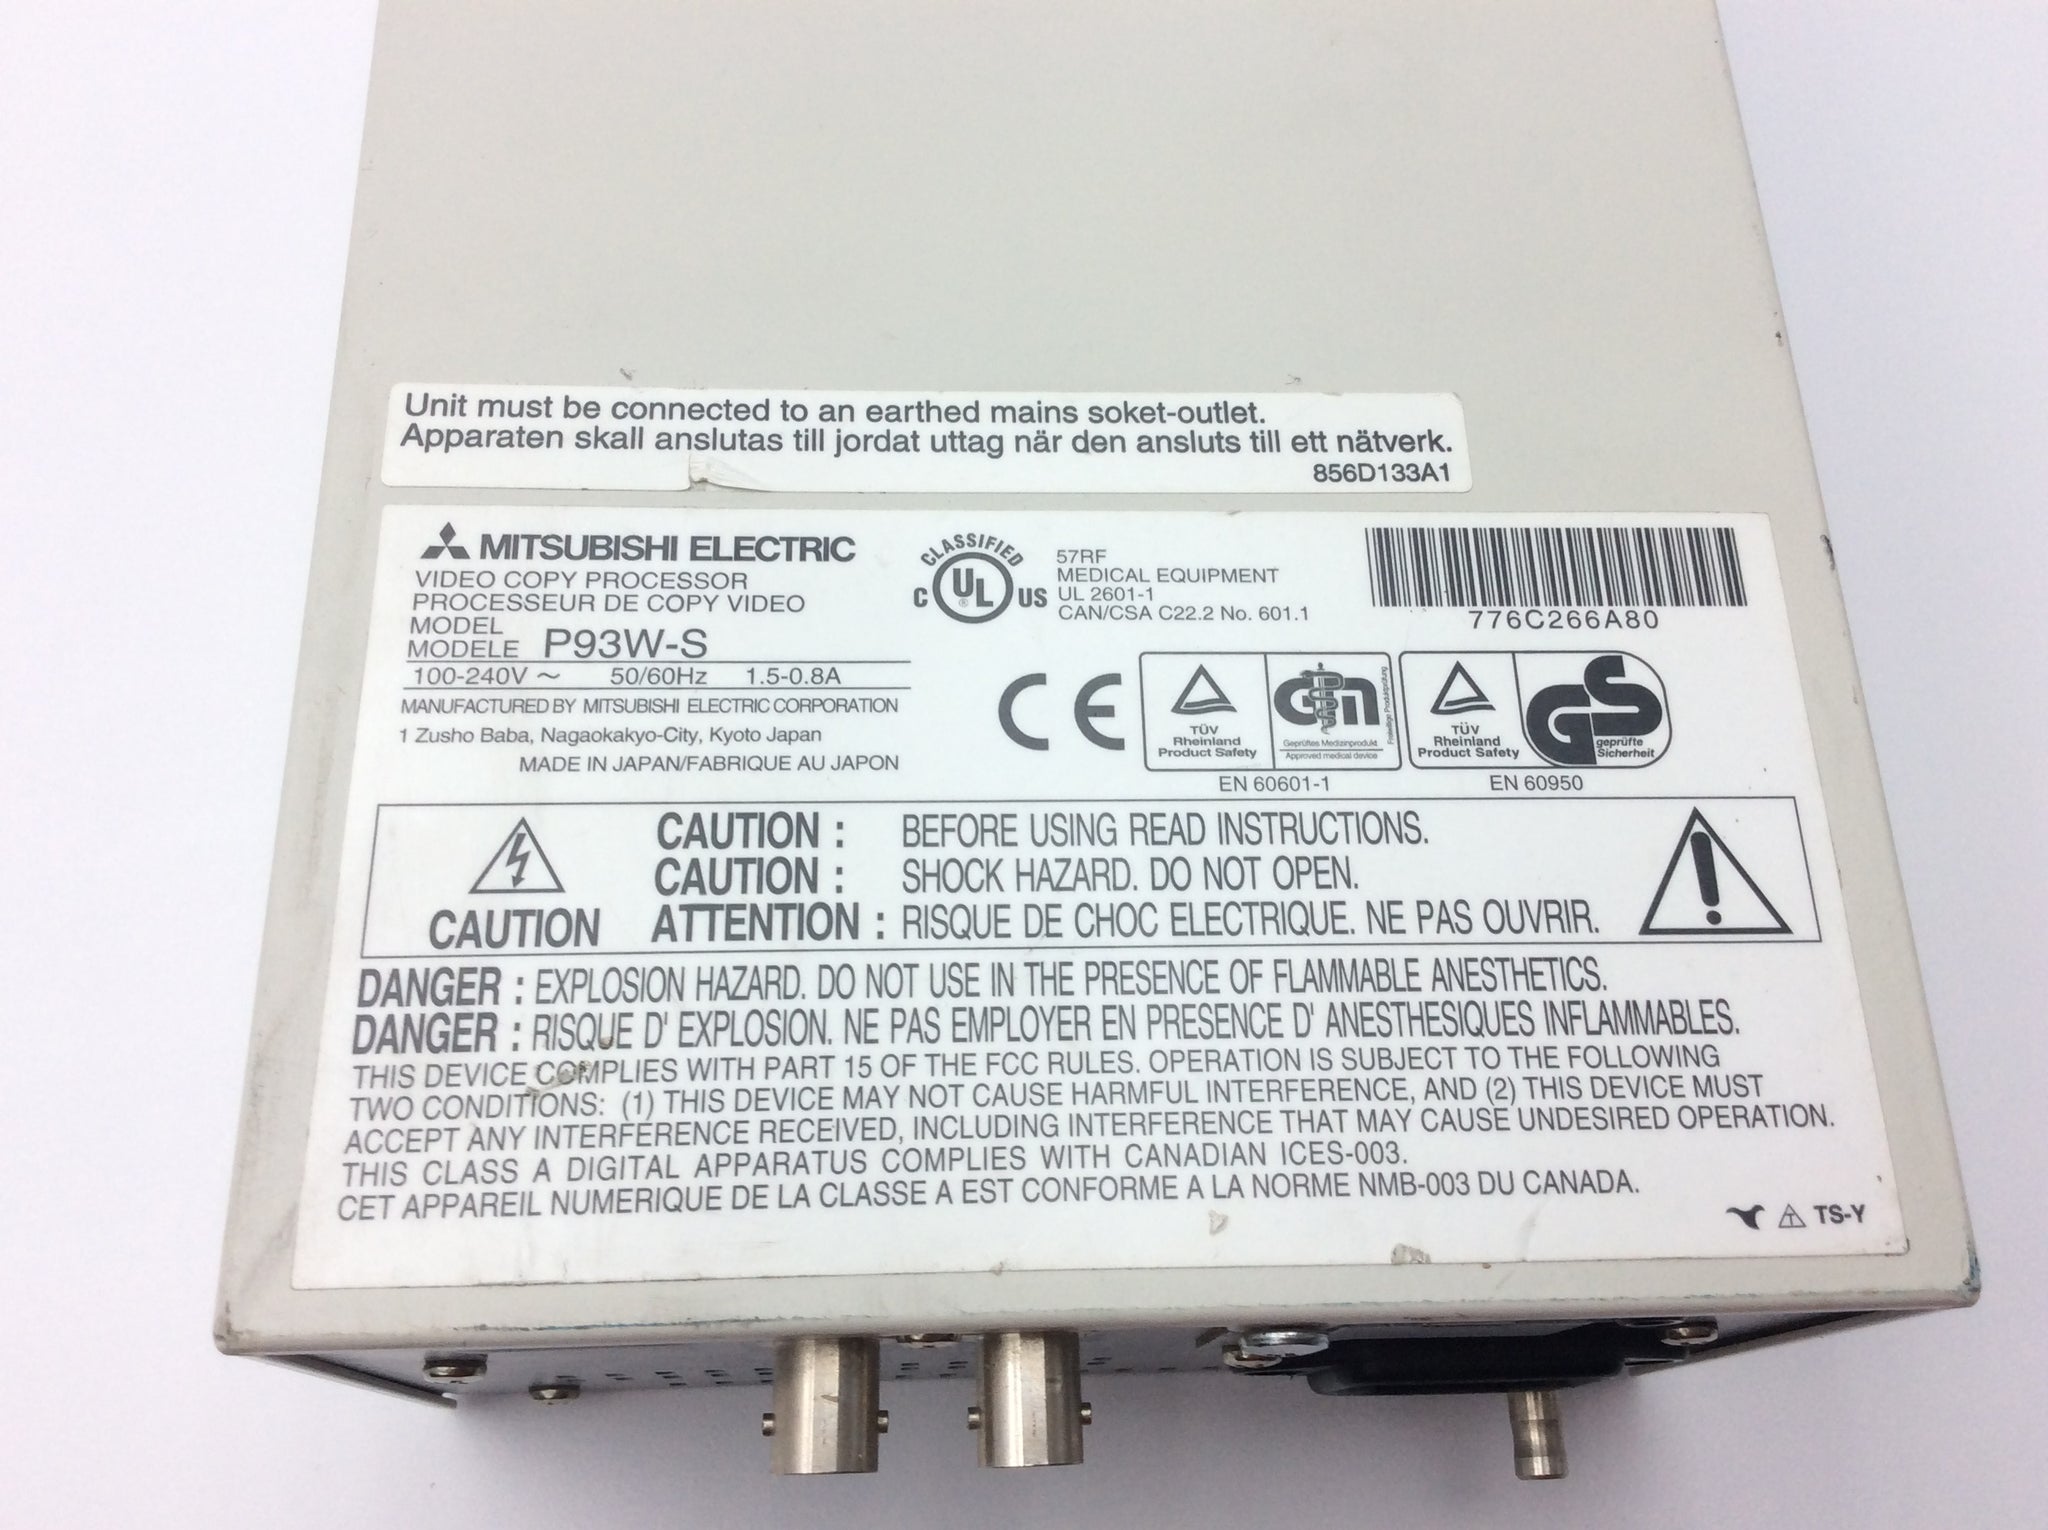 Unit must be connected to an earthed mains soket-outlet.
Apparaten skall anslutas till jordat uttag när den ansluts till ett nätverk.
856D133A1
MITSUBISHI ELECTRIC
VIDEO COPY PROCESSOR
PROCESSEUR DE COPY VIDEO
MODEL
MODELE P93W-S
100-240V ~ 50/60Hz 1.5-0.8A
MANUFACTURED BY MITSUBISHI ELECTRIC CORPORATION
1 Zusho Baba, Nagaokakyo-City, Kyoto Japan
MADE IN JAPAN/FABRIQUE AU JAPON
CLASSIFIED
C UL ® US
57RF
MEDICAL EQUIPMENT
UL 2601-1
CAN/CSA C22.2 No. 601.1
776C266A80
CE
TÜV
Rheinland
Product Safety
GM
Geprüftes Medizinprodukt
Approved medical device
Freiwillige Produktprüfung
EN 60601-1
TÜV
Rheinland
Product Safety
GS
geprüfte
Sicherheit
EN 60950
CAUTION
CAUTION : BEFORE USING READ INSTRUCTIONS.
CAUTION : SHOCK HAZARD. DO NOT OPEN.
ATTENTION : RISQUE DE CHOC ELECTRIQUE. NE PAS OUVRIR.
DANGER : EXPLOSION HAZARD. DO NOT USE IN THE PRESENCE OF FLAMMABLE ANESTHETICS.
DANGER : RISQUE D' EXPLOSION. NE PAS EMPLOYER EN PRESENCE D' ANESTHESIQUES INFLAMMABLES.
THIS DEVICE COMPLIES WITH PART 15 OF THE FCC RULES. OPERATION IS SUBJECT TO THE FOLLOWING
TWO CONDITIONS: (1) THIS DEVICE MAY NOT CAUSE HARMFUL INTERFERENCE, AND (2) THIS DEVICE MUST
ACCEPT ANY INTERFERENCE RECEIVED, INCLUDING INTERFERENCE THAT MAY CAUSE UNDESIRED OPERATION.
THIS CLASS A DIGITAL APPARATUS COMPLIES WITH CANADIAN ICES-003.
CET APPAREIL NUMERIQUE DE LA CLASSE A EST CONFORME A LA NORME NMB-003 DU CANADA.
T TS-Y